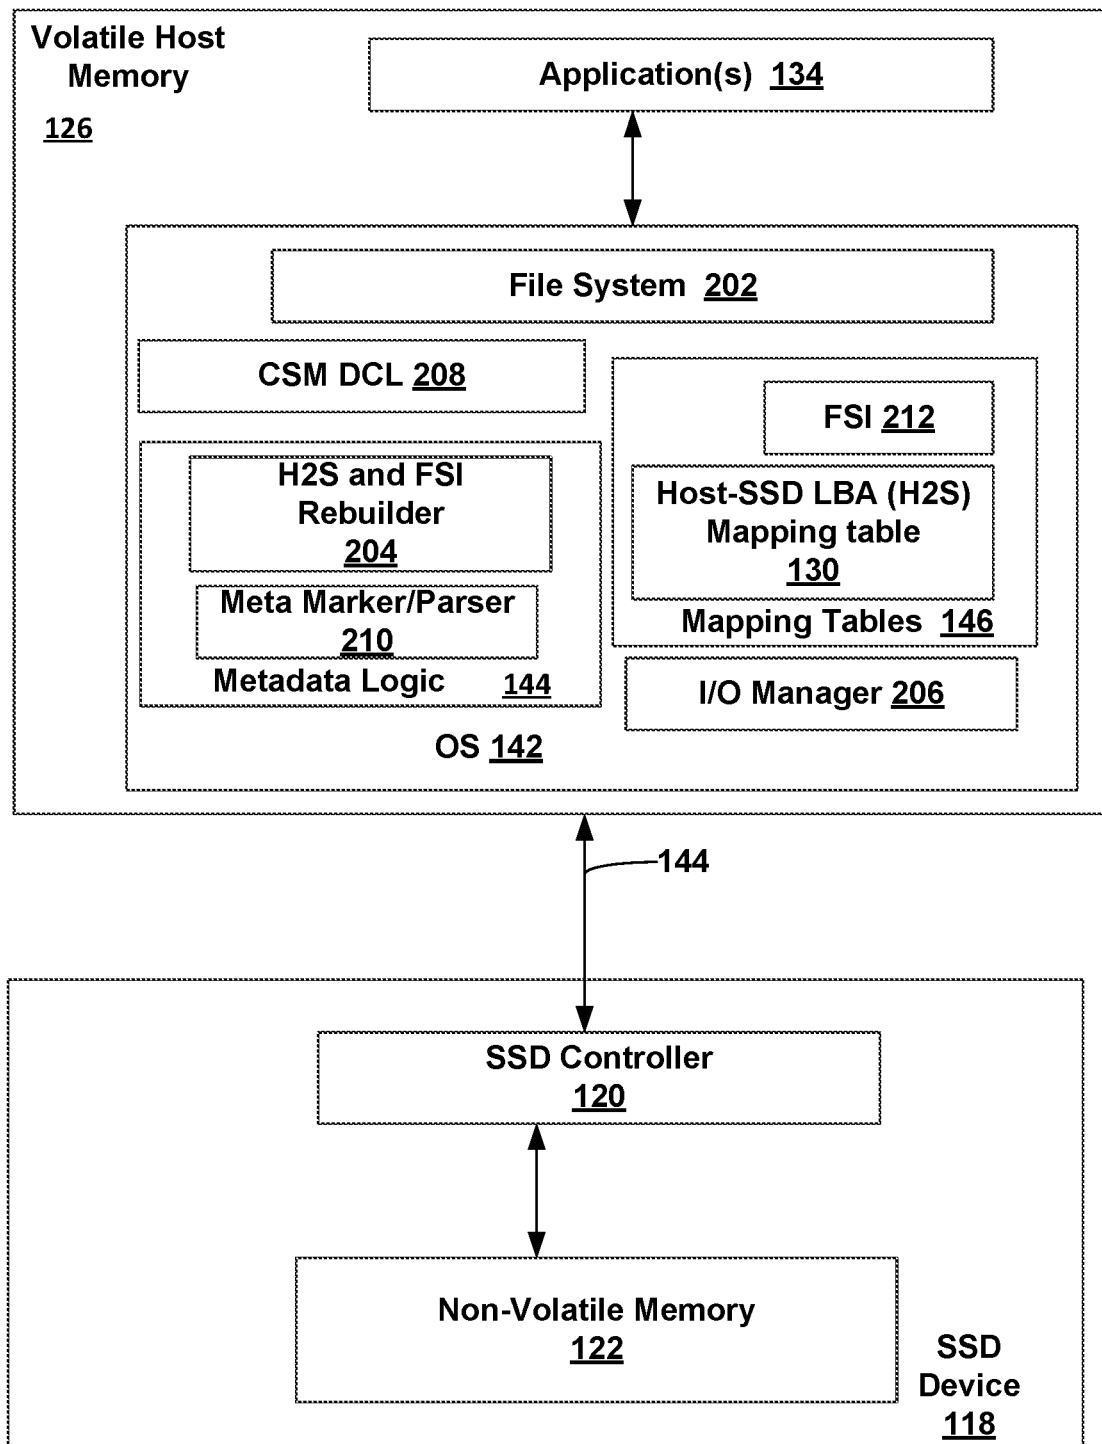 Volatile Host
Memory
126
Application(s) 134
File System 202
CSM DCL 208
FSI 212
H2S and FSI
Rebuilder
204
Host-SSD LBA (H2S)
Mapping table
130
Meta Marker/Parser
210
Mapping Tables 146
Metadata Logic 144
I/O Manager 206
OS 142
144
SSD Controller
120
Non-Volatile Memory
122
SSD
Device
118